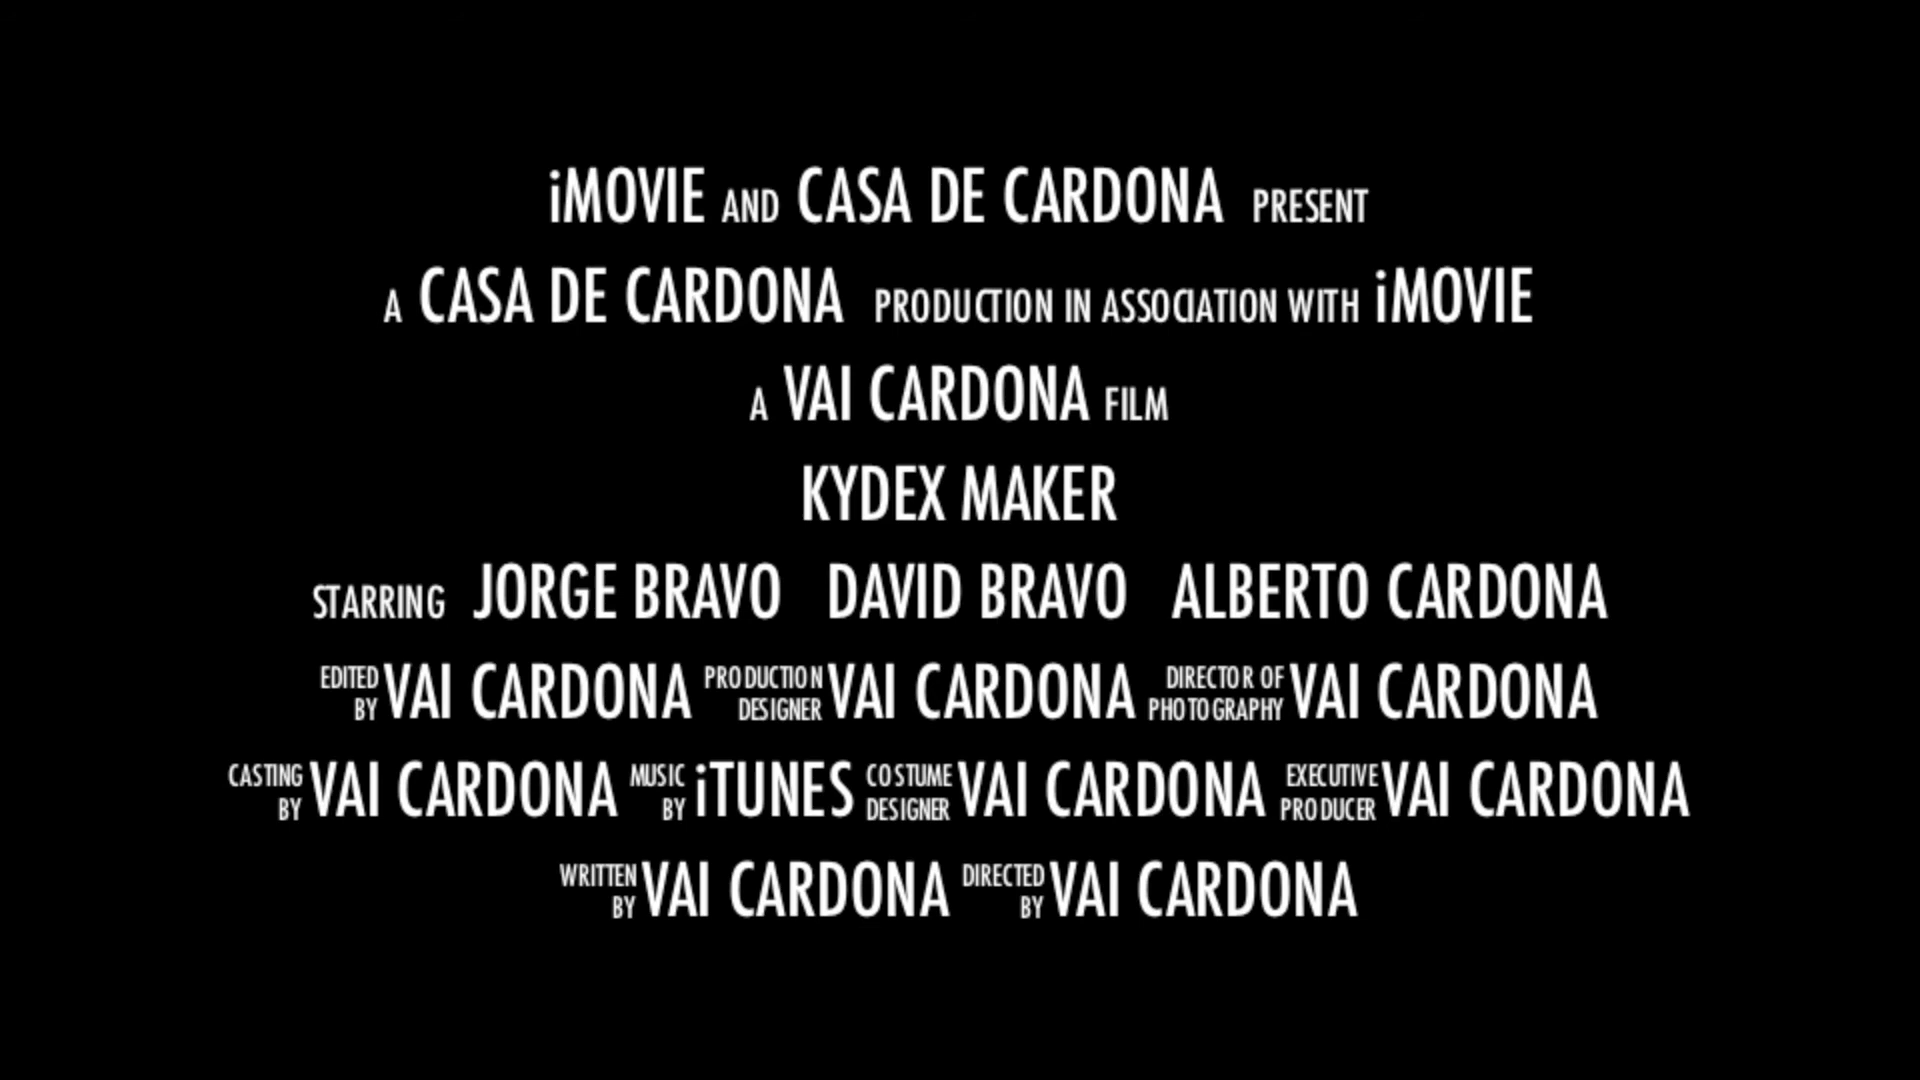 iMOVIE AND CASA DE CARDONA PRESENT
A CASA DE CARDONA PRODUCTION IN ASSOCIATION WITH iMOVIE
A VAI CARDONA FILM
KYDEX MAKER
STARRING JORGE BRAVO DAVID BRAVO ALBERTO CARDONA
EDITED BY VAI CARDONA PRODUCTION DESIGNER VAI CARDONA DIRECTOR OF PHOTOGRAPHY VAI CARDONA
CASTING BY VAI CARDONA MUSIC BY iTUNES COSTUME DESIGNER VAI CARDONA EXECUTIVE PRODUCER VAI CARDONA
WRITTEN BY VAI CARDONA DIRECTED BY VAI CARDONA